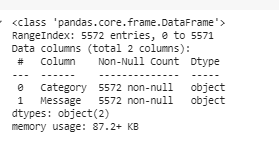 <class 'pandas.core.frame.DataFrame'>
RangeIndex: 5572 entries, 0 to 5571
Data columns (total 2 columns):
 #   Column    Non-Null Count  Dtype
---  ------    --------------  -----
 0   Category  5572 non-null   object
 1   Message   5572 non-null   object
dtypes: object(2)
memory usage: 87.2+ KB